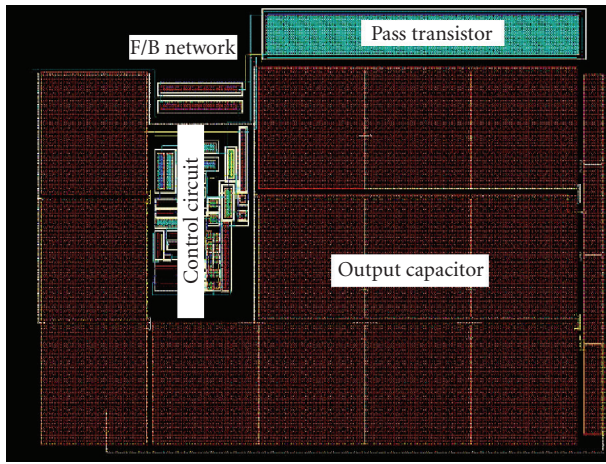 Pass transistor
F/B network
Control circuit
Output capacitor